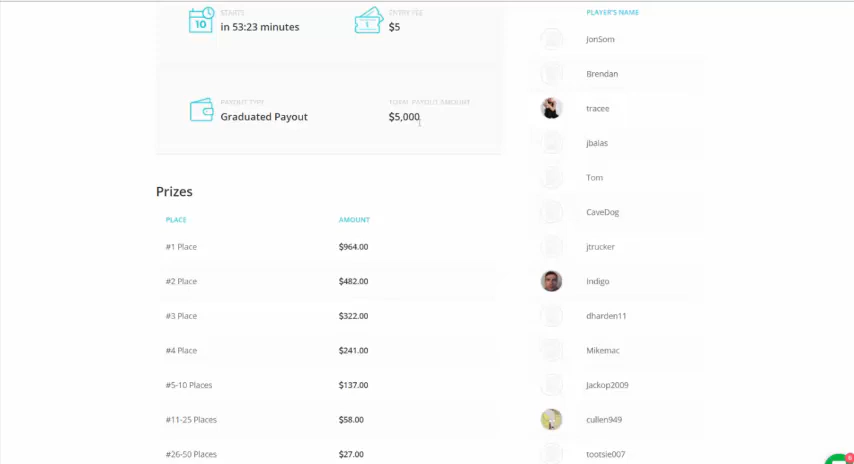 STARTS
in 53:23 minutes
ENTRY FEE
$5
PAYOUT TYPE
Graduated Payout
TOTAL PAYOUT AMOUNT
$5,000
Prizes
PLACE AMOUNT
#1 Place $964.00
#2 Place $482.00
#3 Place $322.00
#4 Place $241.00
#5-10 Places $137.00
#11-25 Places $58.00
#26-50 Places $27.00
PLAYER'S NAME
JonSom
Brendan
tracee
jbaias
Tom
CaveDog
jtrucker
Indigo
dharden11
Mikemac
Jackop2009
cullen949
tootsie007